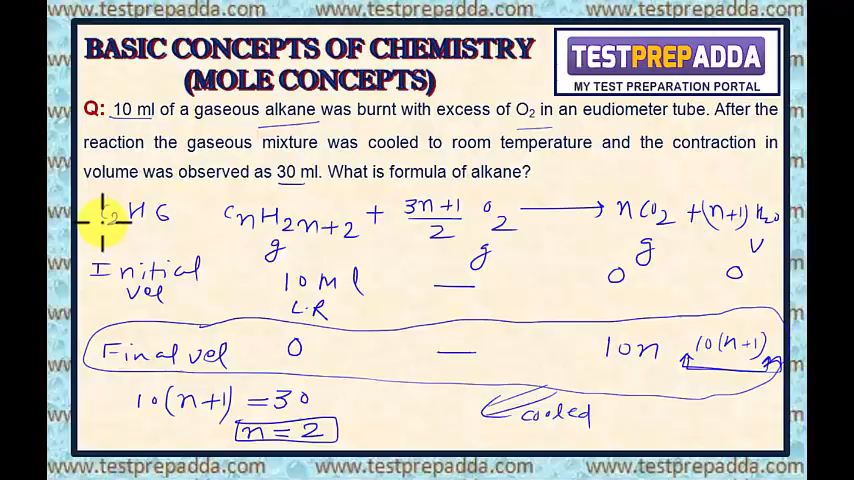 www.testprepadda.com www.testprepadda.com www.testprepadda.com
BASIC CONCEPTS OF CHEMISTRY
(MOLE CONCEPTS)
TESTPREPADDA
MY TEST PREPARATION PORTAL
Q: 10 ml of a gaseous alkane was burnt with excess of O2 in an eudiometer tube. After the
reaction the gaseous mixture was cooled to room temperature and the contraction in
volume was observed as 30 ml. What is formula of alkane?
C2H6 CnH2n+2 + 3n+1/2 O2 → nCO2 + (n+1) H2O
g g g V
Initial 10 ml — 0 0
vol L.R
Final vol 0 — 10n 10(n+1)
10(n+1) = 30 cooled
n = 2
www.testprepadda.com www.testprepadda.com www.testprepadda.com